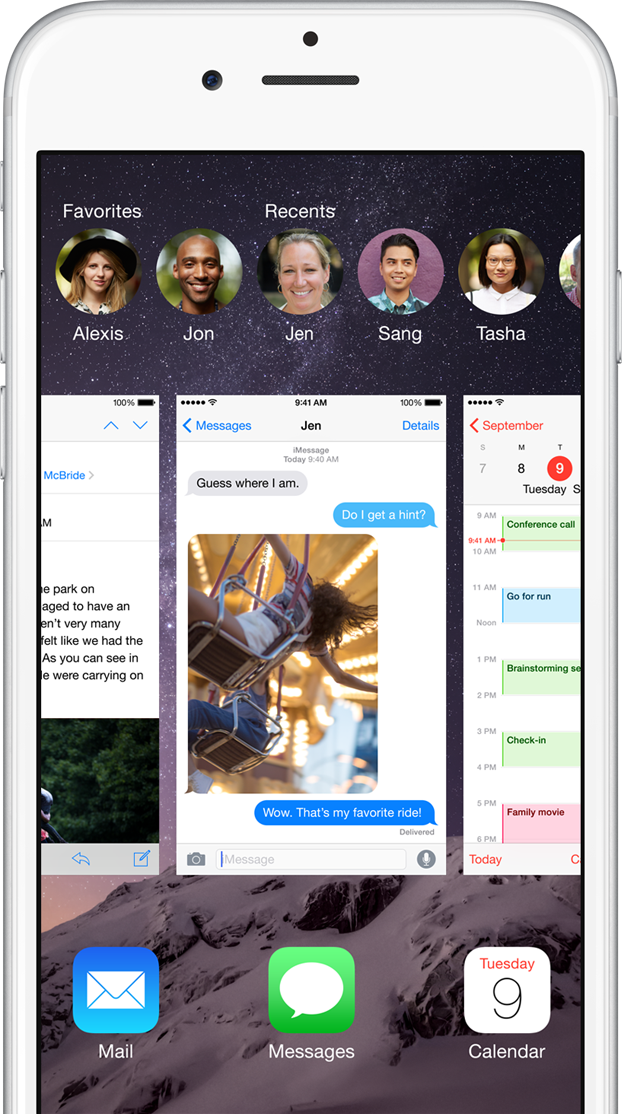 Favorites
Recents
Alexis
Jon
Jen
Sang
Tasha
100%
McBride
e park on
aged to have an
en't very many
felt like we had the
As you can see in
le were carrying on
9:41 AM
100%
Messages
Jen
Details
iMessage
Today 9:40 AM
Guess where I am.
Do I get a hint?
Wow. That's my favorite ride!
Delivered
Message
September
S M T
7 8 9
Tuesday S
9 AM
Conference call
9:41 AM
10 AM
11 AM
Go for run
Noon
1 PM
Brainstorming se
2 PM
3 PM
Check-in
4 PM
5 PM
Family movie
6 PM
Today
Ca
Tuesday
9
Mail
Messages
Calendar